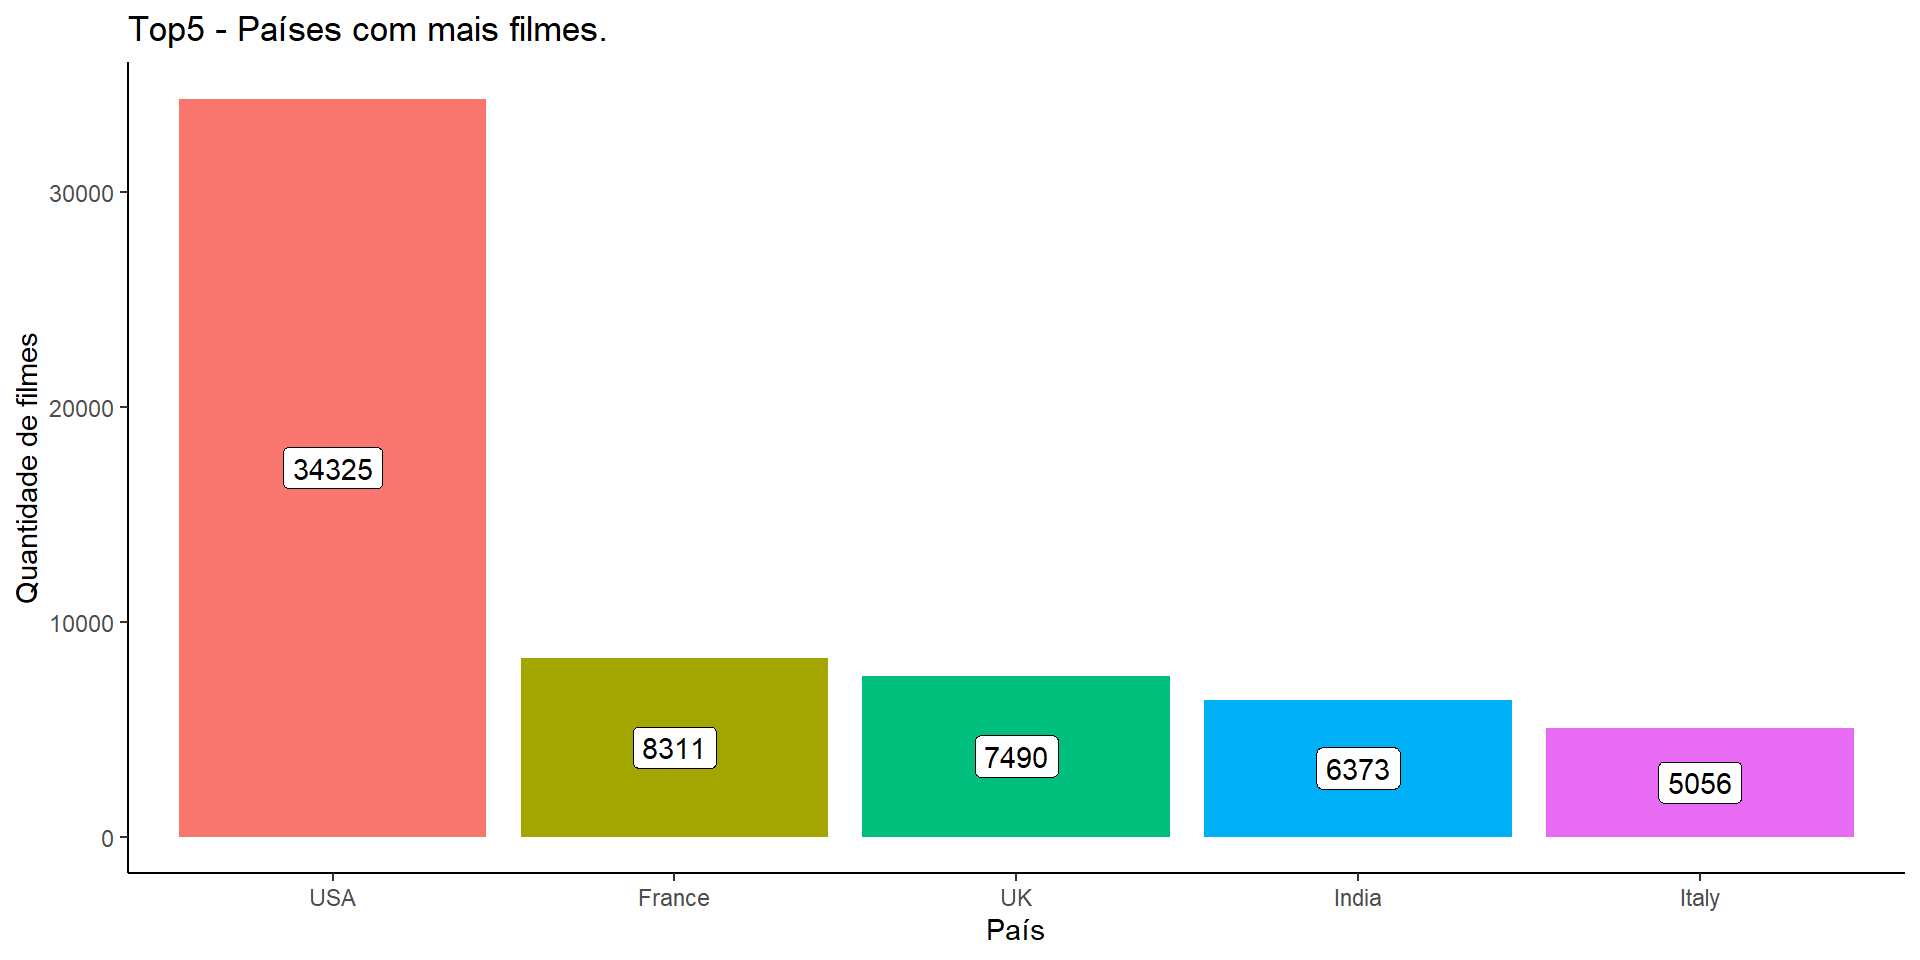 Top5 - Países com mais filmes.
Quantidade de filmes
30000
20000
10000
0
34325
8311
7490
6373
5056
USA
France
UK
India
Italy
País